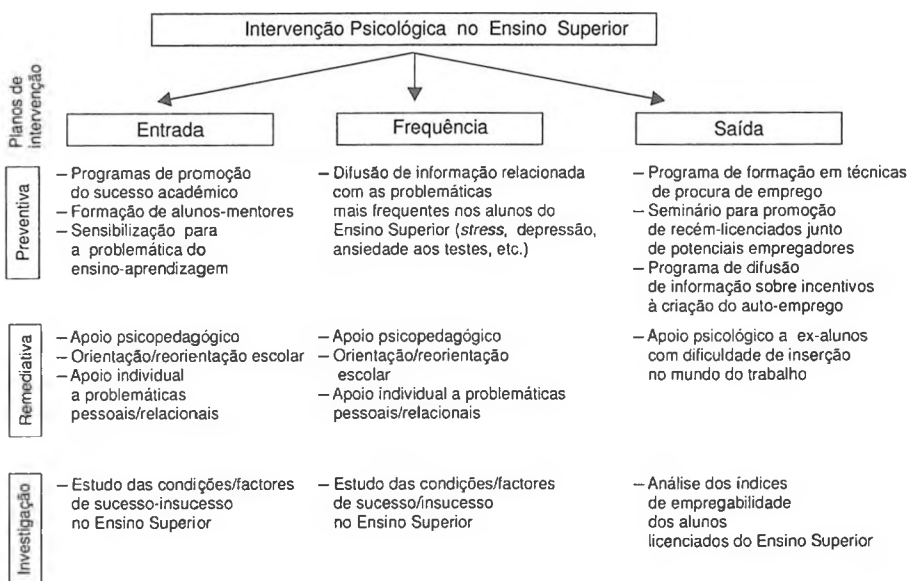 Intervenção Psicológica no Ensino Superior
Planos de
intervenção
Entrada
Frequência
Saída
Preventiva
– Programas de promoção
do sucesso académico
– Formação de alunos-mentores
– Sensibilização para
a problemática do
ensino-aprendizagem
– Difusão de informação relacionada
com as problemáticas
mais frequentes nos alunos do
Ensino Superior (stress, depressão,
ansiedade aos testes, etc.)
– Programa de formação em técnicas
de procura de emprego
– Seminário para promoção
de recém-licenciados junto
de potenciais empregadores
– Programa de difusão
de informação sobre incentivos
à criação do auto-emprego
Remediativa
– Apoio psicopedagógico
– Orientação/reorientação escolar
– Apoio individual
a problemáticas
pessoais/relacionais
– Apoio psicopedagógico
– Orientação/reorientação
escolar
– Apoio individual a problemáticas
pessoais/relacionais
– Apoio psicológico a ex-alunos
com dificuldade de inserção
no mundo do trabalho
Investigação
– Estudo das condições/factores
de sucesso-insucesso
no Ensino Superior
– Estudo das condições/factores
de sucesso/insucesso
no Ensino Superior
– Análise dos índices
de empregabilidade
dos alunos
licenciados do Ensino Superior